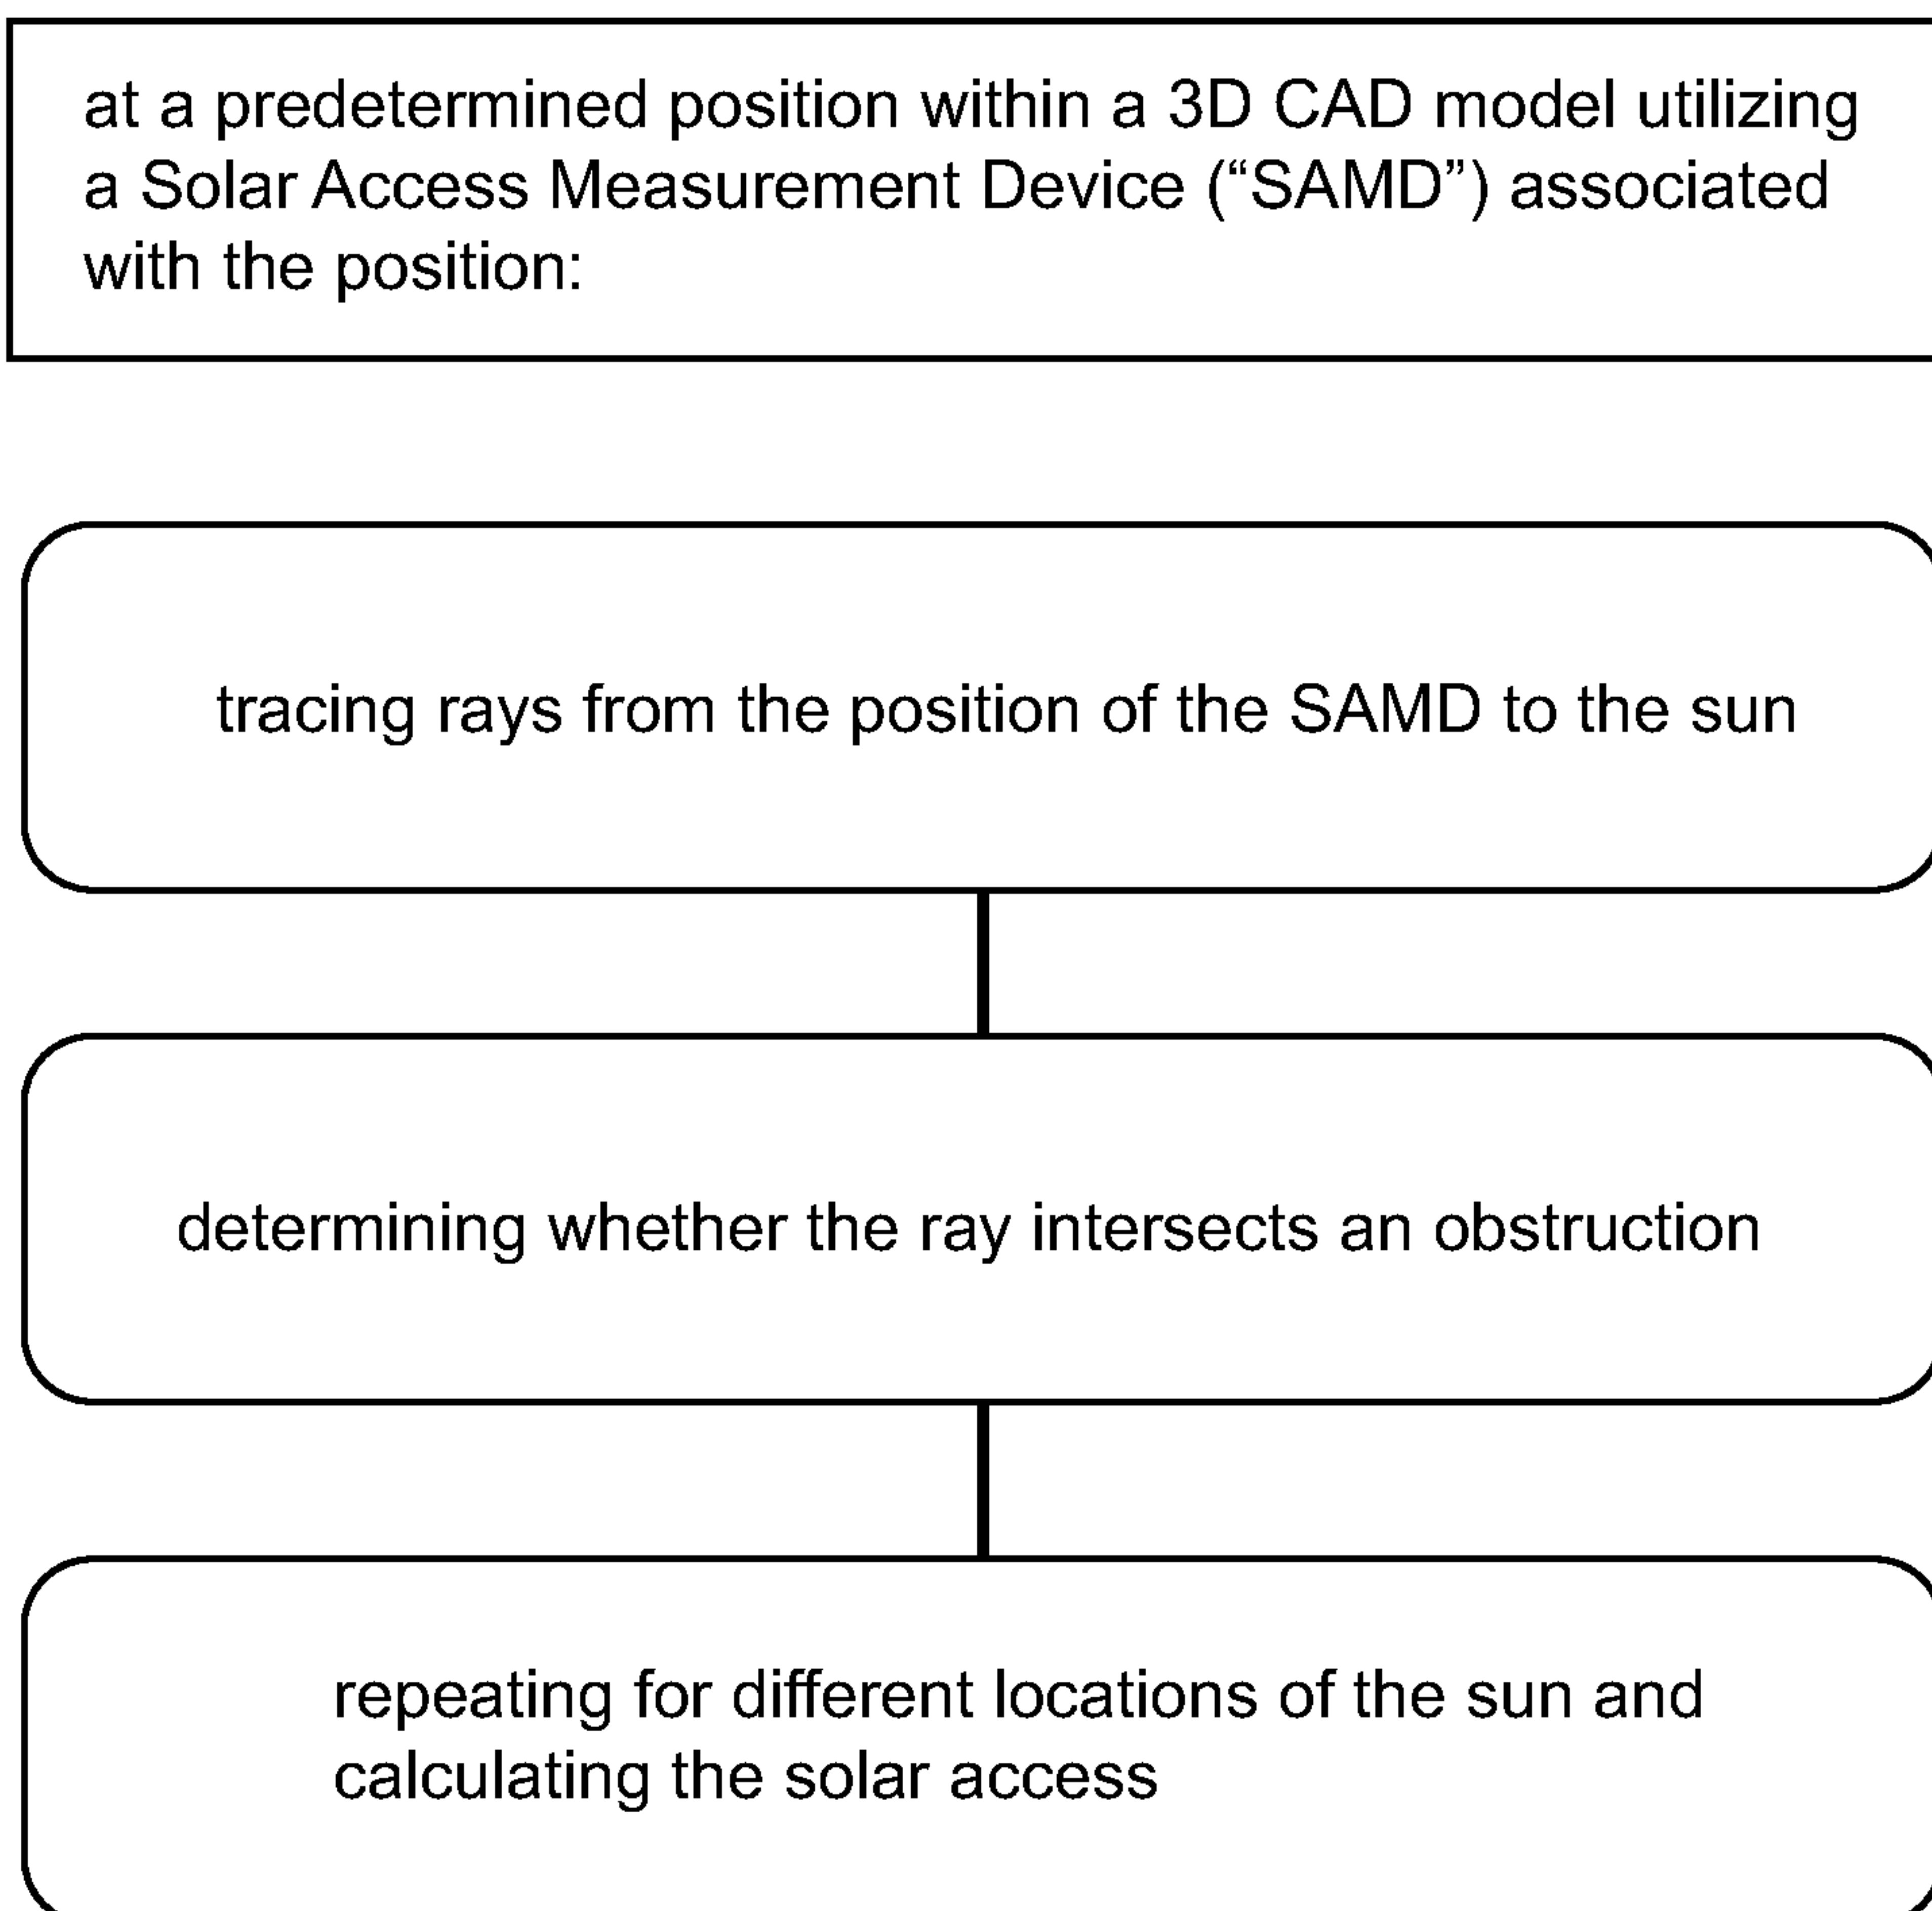 at a predetermined position within a 3D CAD model utilizing
a Solar Access Measurement Device (“SAMD”) associated
with the position:
tracing rays from the position of the SAMD to the sun
determining whether the ray intersects an obstruction
repeating for different locations of the sun and
calculating the solar access